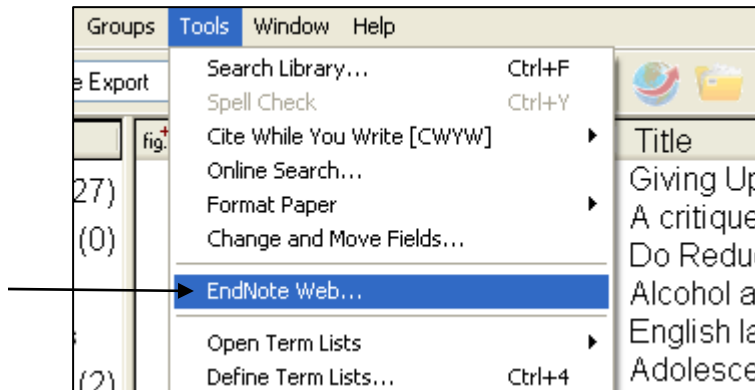 Groups Tools Window Help
e Export
Search Library... Ctrl+F
Spell Check Ctrl+Y
fig. Cite While You Write [CWYW] Title
Online Search... Giving Up
27)
Format Paper A critique
(0) Change and Move Fields... Do Redu
EndNote Web... Alcohol a
Open Term Lists English la
(2) Define Term Lists... Ctrl+4 Adolesce